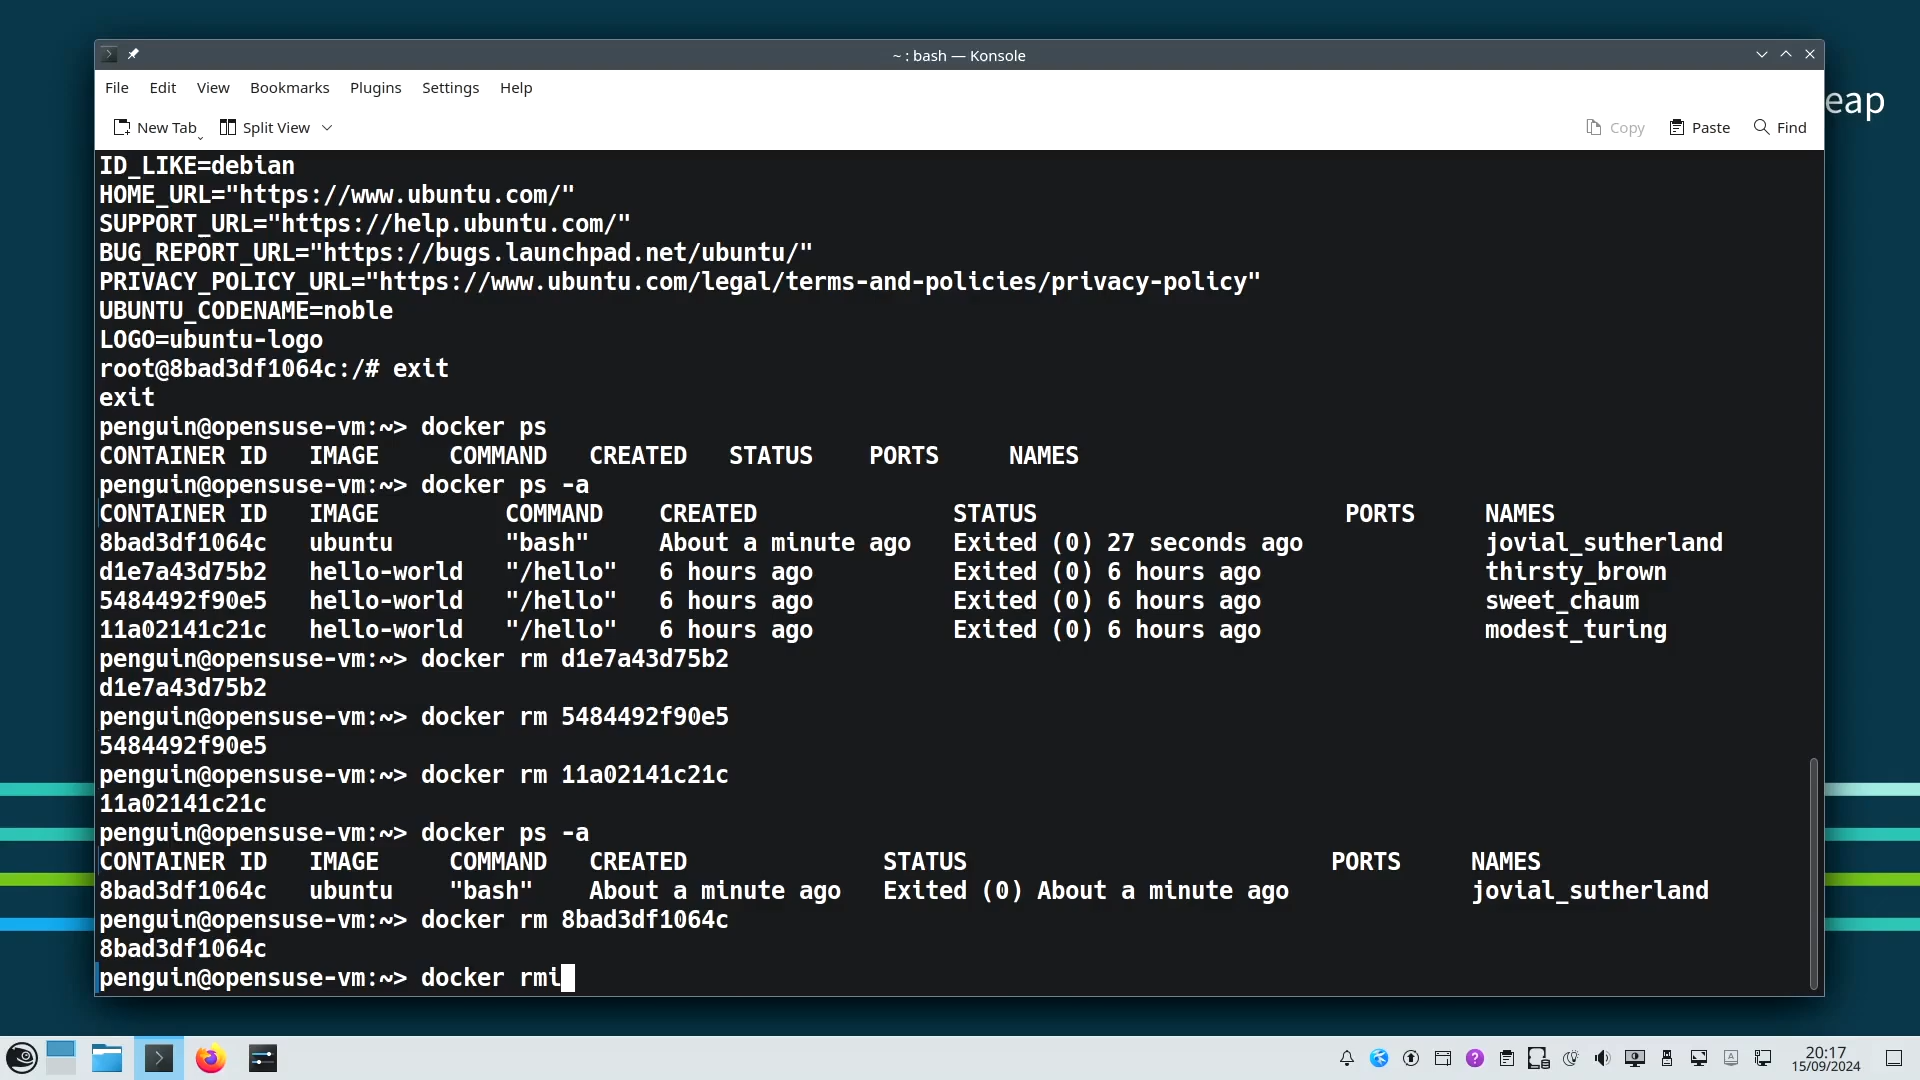 ~ : bash — Konsole
File Edit View Bookmarks Plugins Settings Help
eap
New Tab Split View Copy Paste Find
ID_LIKE=debian
HOME_URL="https://www.ubuntu.com/"
SUPPORT_URL="https://help.ubuntu.com/"
BUG_REPORT_URL="https://bugs.launchpad.net/ubuntu/"
PRIVACY_POLICY_URL="https://www.ubuntu.com/legal/terms-and-policies/privacy-policy"
UBUNTU_CODENAME=noble
LOGO=ubuntu-logo
root@8bad3df1064c:/# exit
exit
penguin@opensuse-vm:~> docker ps
CONTAINER ID   IMAGE     COMMAND   CREATED   STATUS    PORTS     NAMES
penguin@opensuse-vm:~> docker ps -a
CONTAINER ID   IMAGE         COMMAND    CREATED              STATUS                      PORTS     NAMES
8bad3df1064c   ubuntu        "bash"     About a minute ago   Exited (0) 27 seconds ago             jovial_sutherland
d1e7a43d75b2   hello-world   "/hello"   6 hours ago          Exited (0) 6 hours ago                thirsty_brown
5484492f90e5   hello-world   "/hello"   6 hours ago          Exited (0) 6 hours ago                sweet_chaum
11a02141c21c   hello-world   "/hello"   6 hours ago          Exited (0) 6 hours ago                modest_turing
penguin@opensuse-vm:~> docker rm d1e7a43d75b2
d1e7a43d75b2
penguin@opensuse-vm:~> docker rm 5484492f90e5
5484492f90e5
penguin@opensuse-vm:~> docker rm 11a02141c21c
11a02141c21c
penguin@opensuse-vm:~> docker ps -a
CONTAINER ID   IMAGE     COMMAND   CREATED              STATUS                          PORTS     NAMES
8bad3df1064c   ubuntu    "bash"    About a minute ago   Exited (0) About a minute ago             jovial_sutherland
penguin@opensuse-vm:~> docker rm 8bad3df1064c
8bad3df1064c
penguin@opensuse-vm:~> docker rmi
20:17
15/09/2024